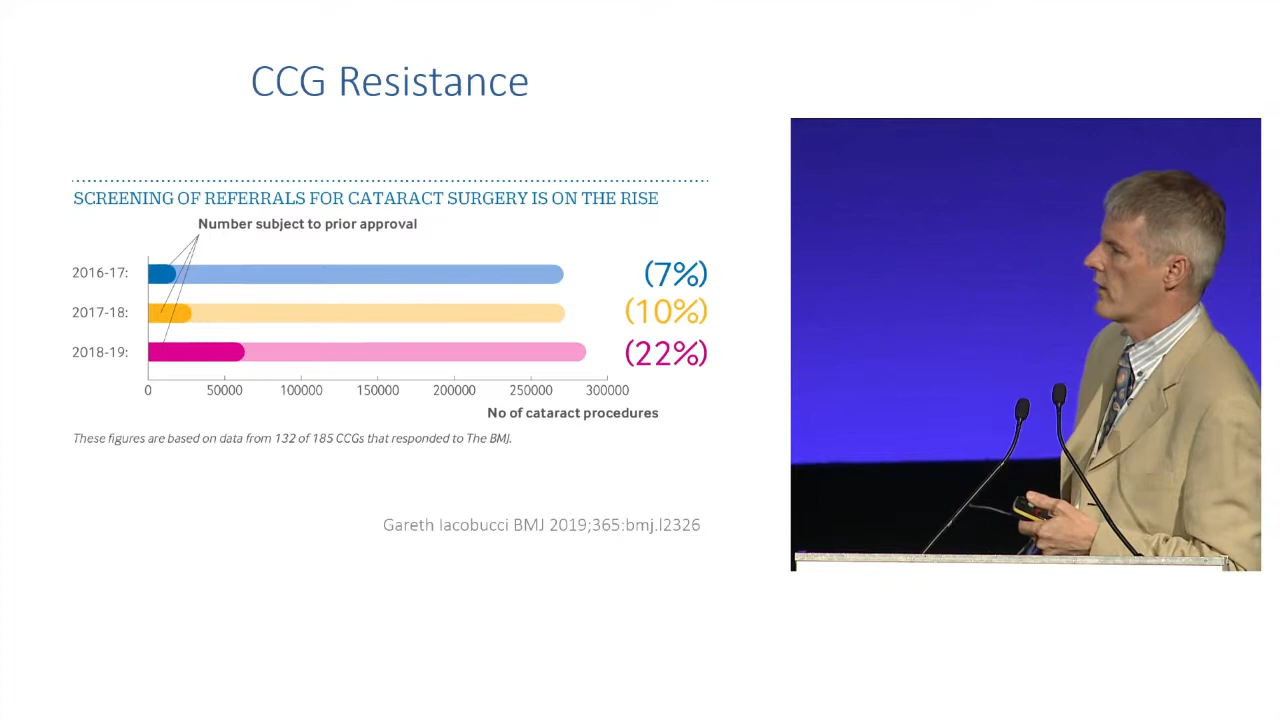 CCG Resistance
SCREENING OF REFERRALS FOR CATARACT SURGERY IS ON THE RISE
Number subject to prior approval
2016-17: (7%)
2017-18: (10%)
2018-19: (22%)
0 50000 100000 150000 200000 250000 300000
No of cataract procedures
These figures are based on data from 132 of 185 CCGs that responded to The BMJ.
Gareth Iacobucci BMJ 2019;365:bmj.l2326